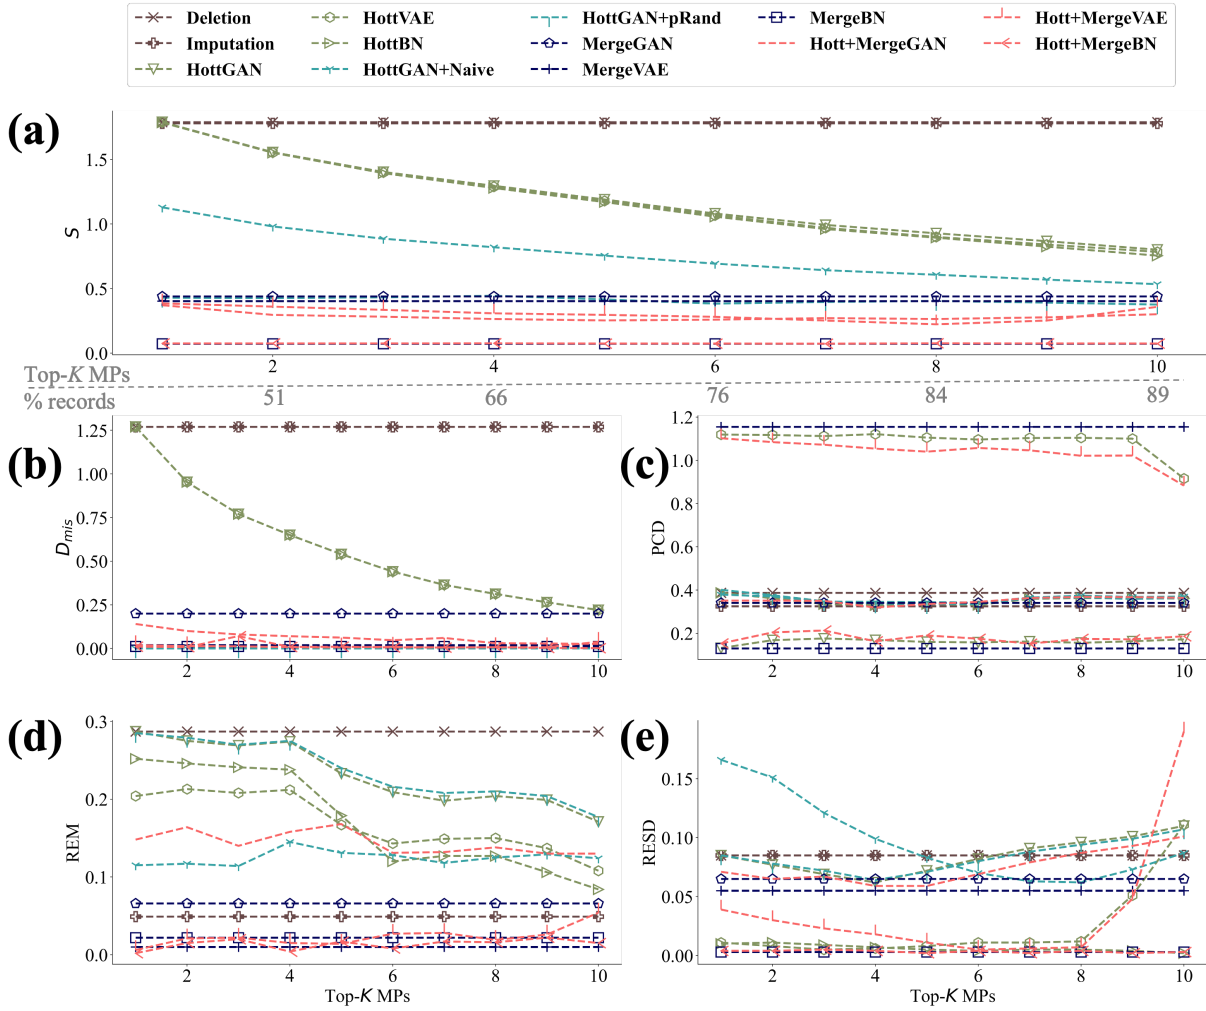 Deletion HottVAE HottGAN+pRand MergeBN Hott+MergeVAE
Imputation HottBN MergeGAN Hott+MergeGAN Hott+MergeBN
HottGAN HottGAN+Naive MergeVAE
(a)
S
1.5
1.0
0.5
0.0
2 4 6 8 10
Top-K MPs
% records 51 66 76 84 89
(b)
D_mis
1.25
1.00
0.75
0.50
0.25
0.00
2 4 6 8 10
(c)
PCD
1.2
1.0
0.8
0.6
0.4
0.2
2 4 6 8 10
(d)
REM
0.3
0.2
0.1
0.0
2 4 6 8 10
Top-K MPs
(e)
RESD
0.15
0.10
0.05
0.00
2 4 6 8 10
Top-K MPs